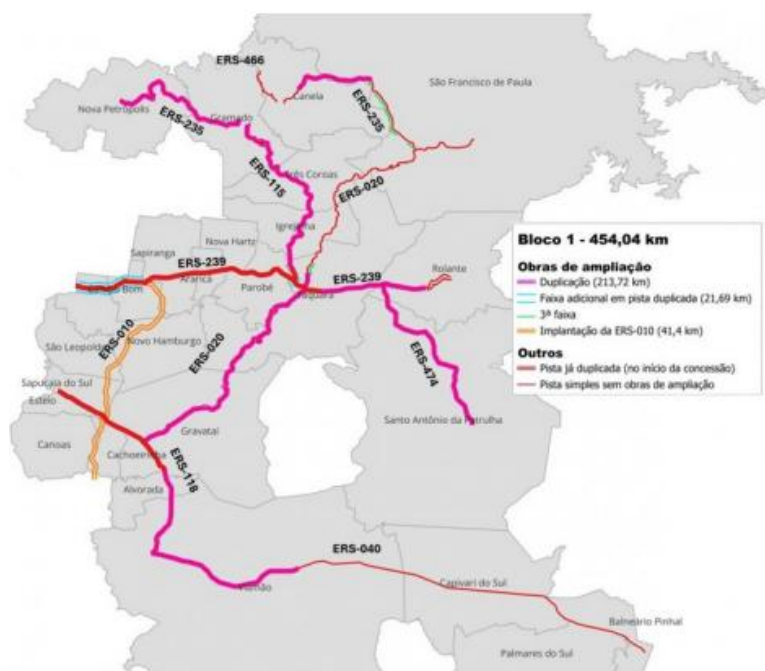 ERS-466
São Francisco de Paula
Canela
Nova Petrópolis
ERS-235
Gramado
ERS-235
ERS-115
Três Coroas
ERS-020
Igrejinha
Nova Hartz
Sapiranga
ERS-239
Araricá
Parobé
Taquara
ERS-239
Rolante
Bom
ERS-010
Novo Hamburgo
São Leopoldo
ERS-020
ERS-474
Sapucaia do Sul
Esteio
Santo Antônio da Patrulha
Gravataí
Canoas
Cachoeirinha
ERS-118
Alvorada
ERS-040
Viamão
Capivari do Sul
Balneário Pinhal
Palmares do Sul
Bloco 1 - 454,04 km
Obras de ampliação
Duplicação (213,72 km)
Faixa adicional em pista duplicada (21,69 km)
3ª faixa
Implantação da ERS-010 (41,4 km)
Outros
Pista já duplicada (no início da concessão)
Pista simples sem obras de ampliação